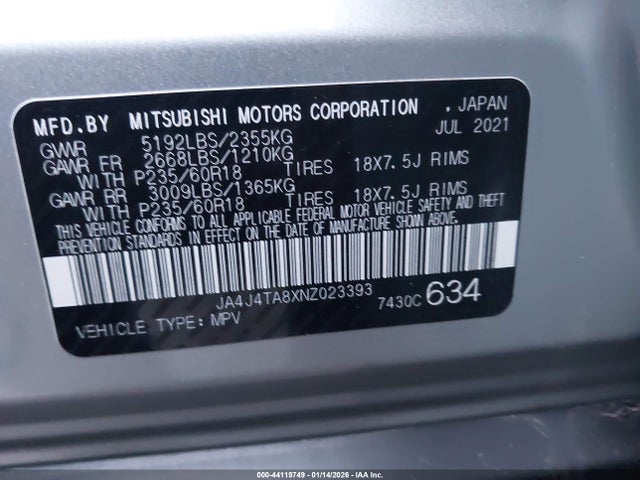 MFD.BY MITSUBISHI MOTORS CORPORATION , JAPAN
JUL 2021
GVWR 5192LBS/2355KG
GAWR FR 2668LBS/1210KG
WITH P235/60R18 TIRES 18X7.5J RIMS
GAWR RR 3009LBS/1365KG
WITH P235/60R18 TIRES 18X7.5J RIMS
THIS VEHICLE CONFORMS TO ALL APPLICABLE FEDERAL MOTOR VEHICLE SAFETY AND THEFT
PREVENTION STANDARDS IN EFFECT ON THE DATE OF MANUFACTURE SHOWN ABOVE.
JA4J4TA8XNZ023393 7430C 634
VEHICLE TYPE: MPV
000-44119749 - 01/14/2026 - IAA Inc.